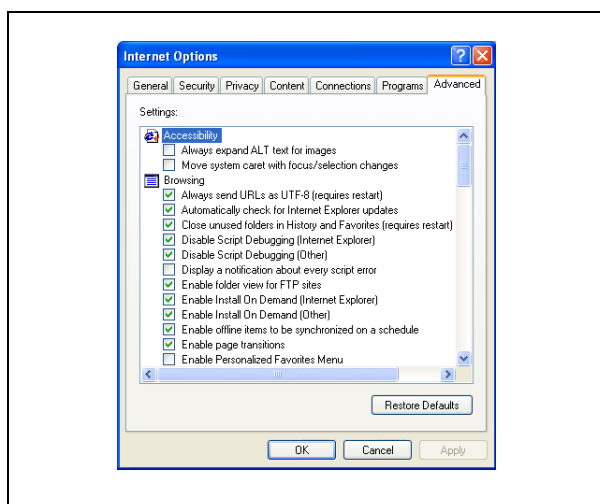 Internet Options
General Security Privacy Content Connections Programs Advanced
Settings:
Accessibility
Always expand ALT text for images
Move system caret with focus/selection changes
Browsing
Always send URLs as UTF-8 (requires restart)
Automatically check for Internet Explorer updates
Close unused folders in History and Favorites (requires restart)
Disable Script Debugging (Internet Explorer)
Disable Script Debugging (Other)
Display a notification about every script error
Enable folder view for FTP sites
Enable Install On Demand (Internet Explorer)
Enable Install On Demand (Other)
Enable offline items to be synchronized on a schedule
Enable page transitions
Enable Personalized Favorites Menu
Restore Defaults
OK Cancel Apply